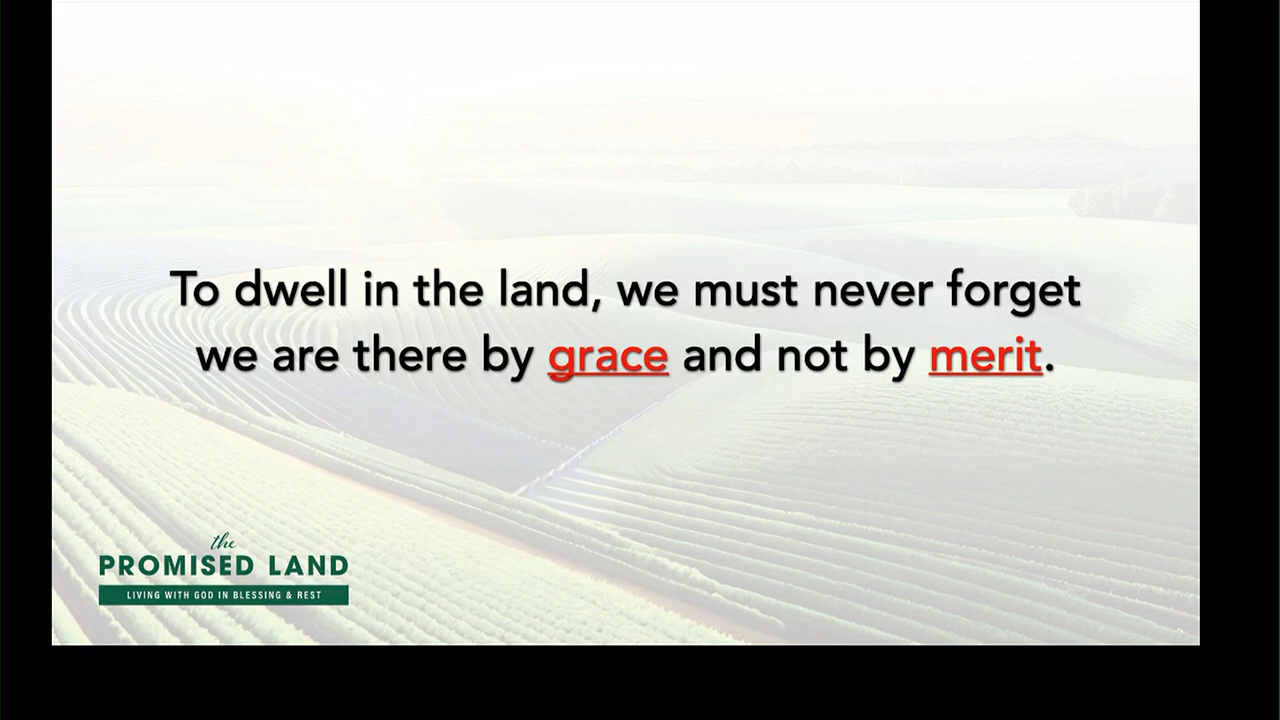 To dwell in the land, we must never forget
we are there by grace and not by merit.
the
PROMISED LAND
LIVING WITH GOD IN BLESSING & REST